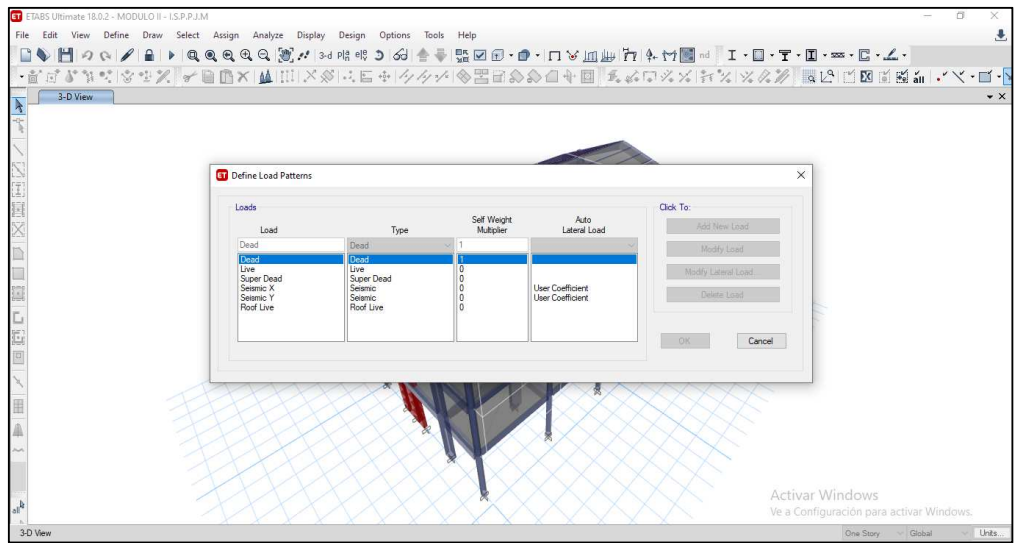 ETABS Ultimate 18.0.2 - MODULO II - I.S.P.P.J.M
File Edit View Define Draw Select Assign Analyze Display Design Options Tools Help
3-d
nd
all
3-D View
Define Load Patterns
Loads
Click To:
Load Type Self Weight Multiplier Auto Lateral Load
Dead Dead 1
Add New Load
Dead Dead 1
Modify Load
Live Live 0
Super Dead Super Dead 0
Modify Lateral Load
Seismic X Seismic 0 User Coefficient
Seismic Y Seismic 0 User Coefficient
Delete Load
Roof Live Roof Live 0
OK Cancel
all
Activar Windows
Ve a Configuración para activar Windows.
3-D View One Story Global Units...